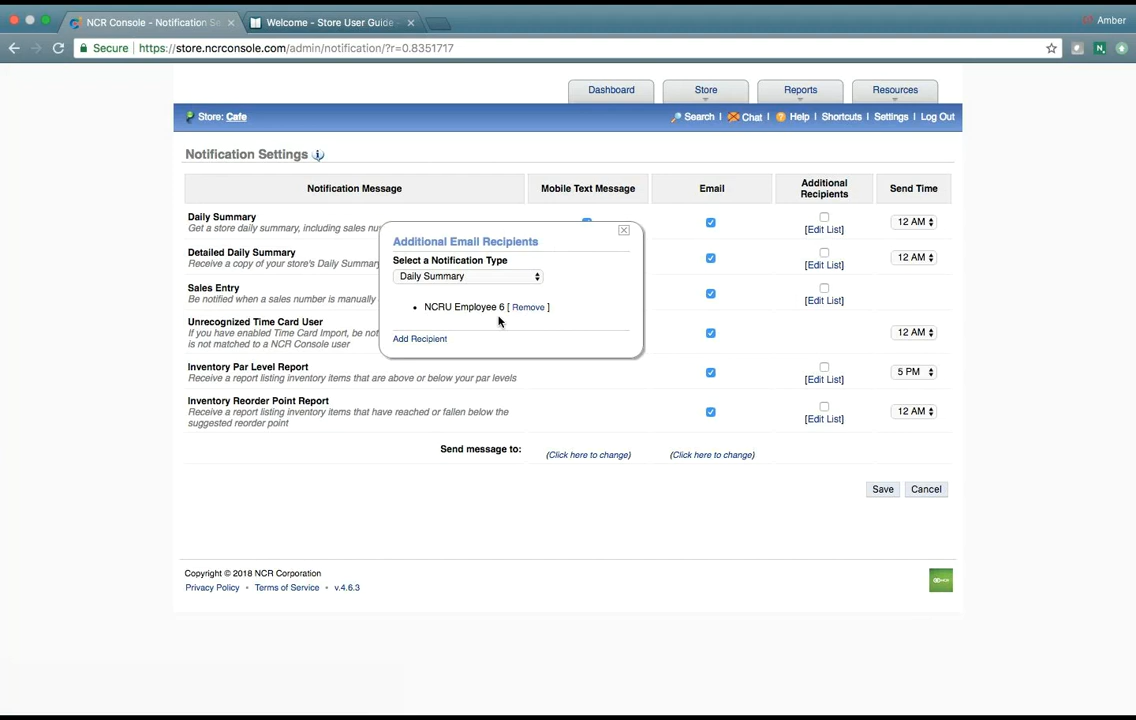 NCR Console - Notification Se
Welcome - Store User Guide
Amber
Secure https://store.ncrconsole.com/admin/notification/?r=0.8351717
Dashboard Store Reports Resources
Store: Cafe
Search | Chat | Help | Shortcuts | Settings | Log Out
Notification Settings
Notification Message Mobile Text Message Email Additional Recipients Send Time
Daily Summary
Get a store daily summary, including sales nu
[Edit List]
12 AM
Detailed Daily Summary
Receive a copy of your store's Daily Summary
[Edit List]
12 AM
Sales Entry
Be notified when a sales number is manually
[Edit List]
Unrecognized Time Card User
If you have enabled Time Card Import, be not
is not matched to a NCR Console user
12 AM
Inventory Par Level Report
Receive a report listing inventory items that are above or below your par levels
[Edit List]
5 PM
Inventory Reorder Point Report
Receive a report listing inventory items that have reached or fallen below the
suggested reorder point
[Edit List]
12 AM
Additional Email Recipients
Select a Notification Type
Daily Summary
• NCRU Employee 6 [ Remove ]
Add Recipient
Send message to: (Click here to change) (Click here to change)
Save Cancel
Copyright © 2018 NCR Corporation
Privacy Policy • Terms of Service • v.4.6.3